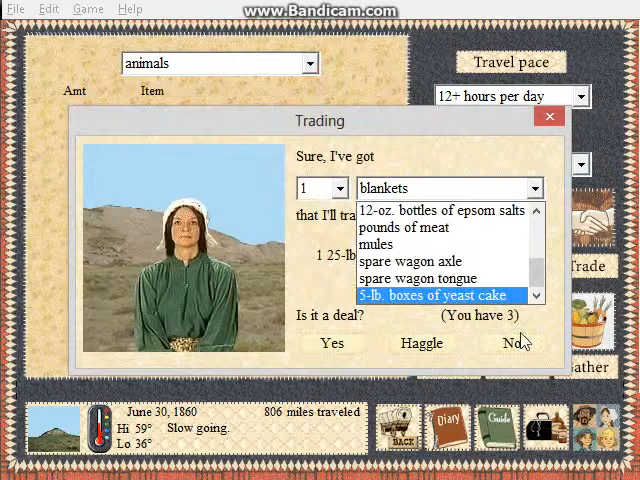 File Edit Game Help
www.Bandicam.com
animals
Travel pace
Amt Item
12+ hours per day
Trading
Sure, I've got
1 blankets
12-oz. bottles of epsom salts
that I'll tra
pounds of meat
mules
1 25-lb
spare wagon axle
spare wagon tongue
5-lb. boxes of yeast cake
Trade
Is it a deal? (You have 3)
Yes Haggle No
ather
June 30, 1860 806 miles traveled
Hi 59° Slow going.
Lo 36°
BACK Diary Guide